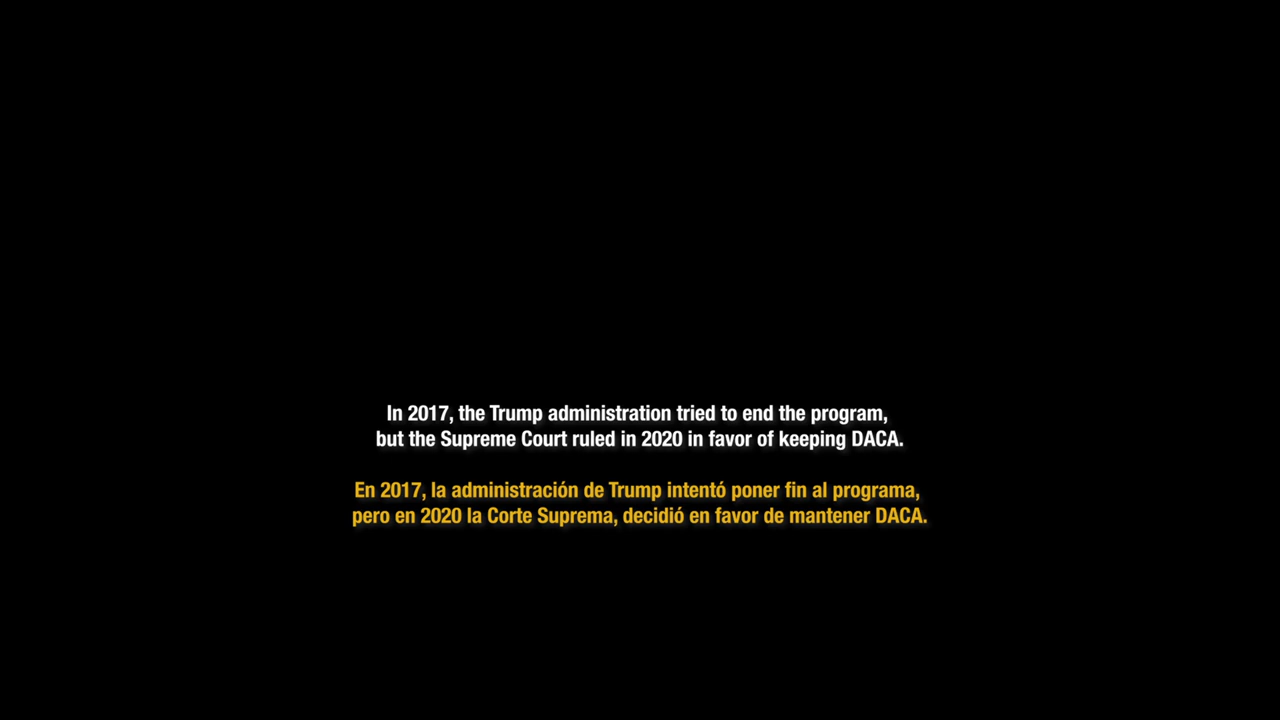 In 2017, the Trump administration tried to end the program,
but the Supreme Court ruled in 2020 in favor of keeping DACA.
En 2017, la administración de Trump intentó poner fin al programa,
pero en 2020 la Corte Suprema, decidió en favor de mantener DACA.